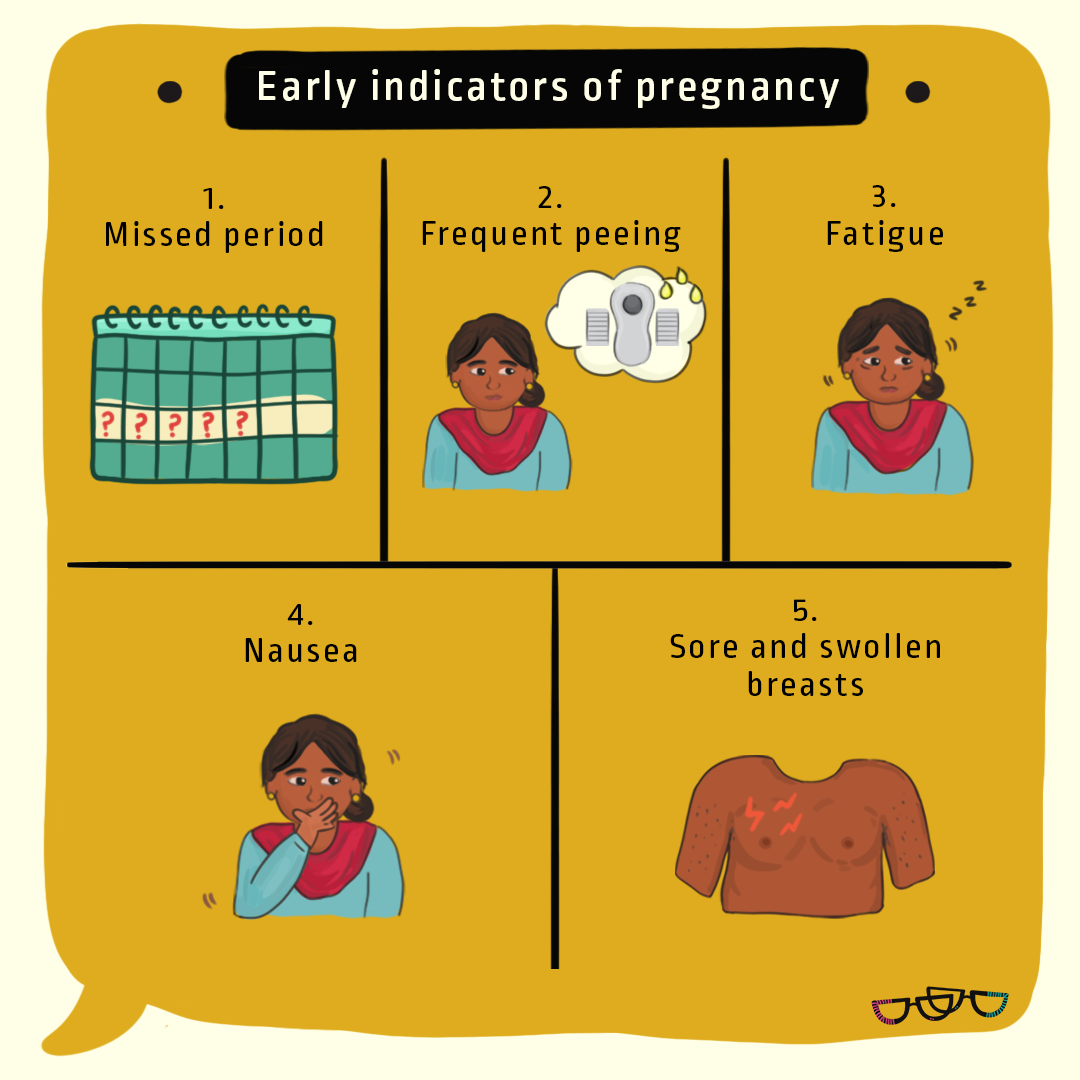 Early indicators of pregnancy
1.
Missed period
2.
Frequent peeing
3.
Fatigue
z z z z
? ? ? ? ?
4.
Nausea
5.
Sore and swollen
breasts